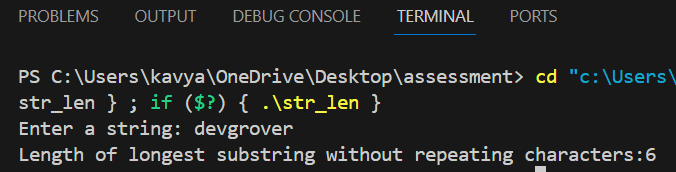 PROBLEMS OUTPUT DEBUG CONSOLE TERMINAL PORTS
PS C:\Users\kavya\OneDrive\Desktop\assessment> cd "c:\Users\
str_len } ; if ($?) { .\str_len }
Enter a string: devgrover
Length of longest substring without repeating characters:6